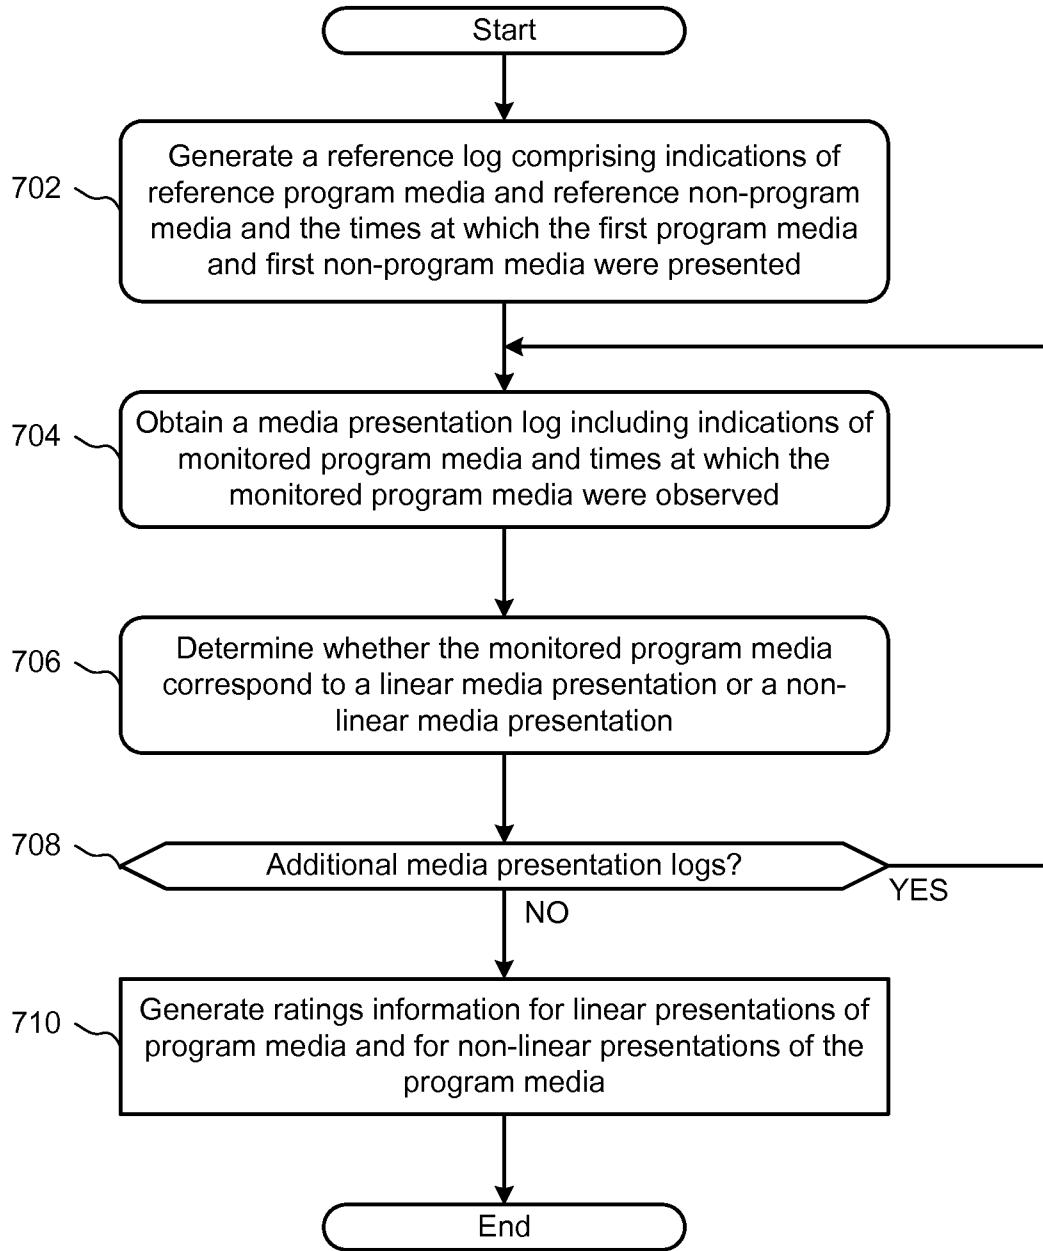 Start
702
Generate a reference log comprising indications of
reference program media and reference non-program
media and the times at which the first program media
and first non-program media were presented
704
Obtain a media presentation log including indications of
monitored program media and times at which the
monitored program media were observed
706
Determine whether the monitored program media
correspond to a linear media presentation or a non-
linear media presentation
708
Additional media presentation logs?
YES
NO
710
Generate ratings information for linear presentations of
program media and for non-linear presentations of the
program media
End